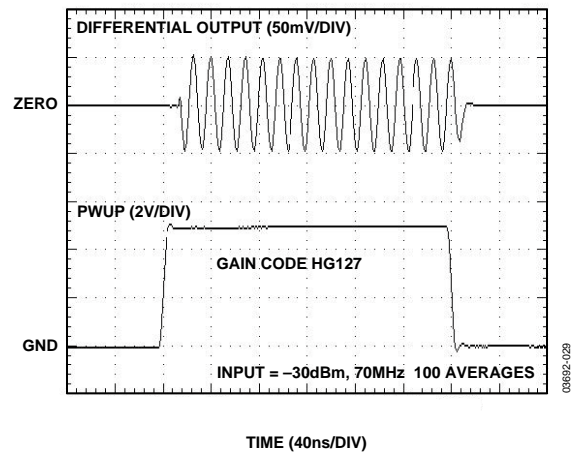 DIFFERENTIAL OUTPUT (50mV/DIV)
ZERO
PWUP (2V/DIV)
GAIN CODE HG127
GND
INPUT = –30dBm, 70MHz 100 AVERAGES
03692-029
TIME (40ns/DIV)